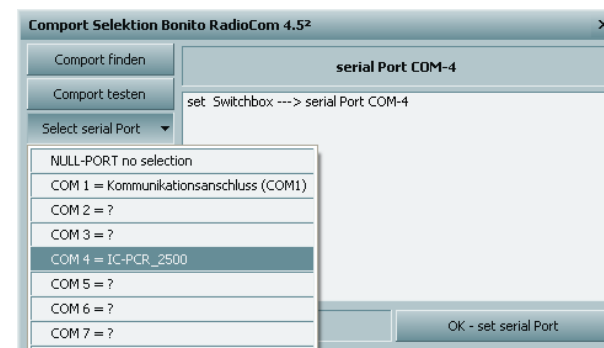 Comport Selektion Bonito RadioCom 4.5²
Comport finden
serial Port COM-4
Comport testen
set Switchbox ---> serial Port COM-4
Select serial Port
NULL-PORT no selection
COM 1 = Kommunikationsanschluss (COM1)
COM 2 = ?
COM 3 = ?
COM 4 = IC-PCR_2500
COM 5 = ?
COM 6 = ?
COM 7 = ?
OK - set serial Port